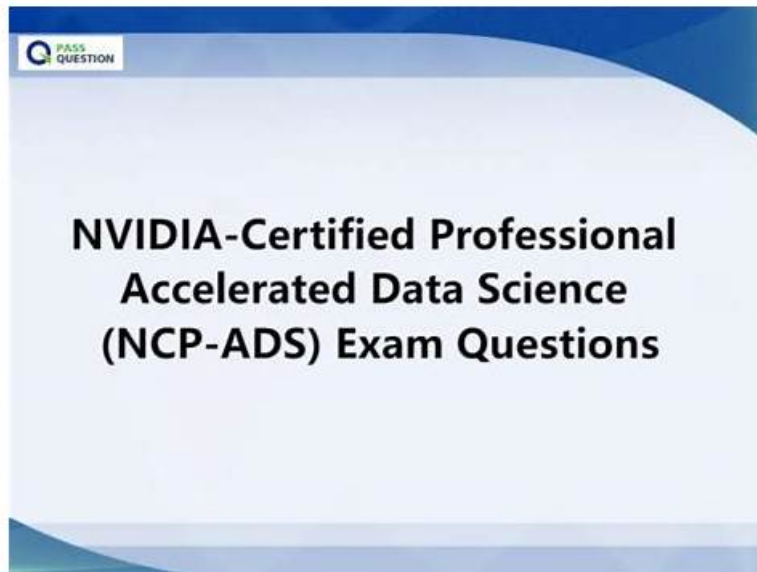 PASS
QUESTION
NVIDIA-Certified Professional
Accelerated Data Science
(NCP-ADS) Exam Questions